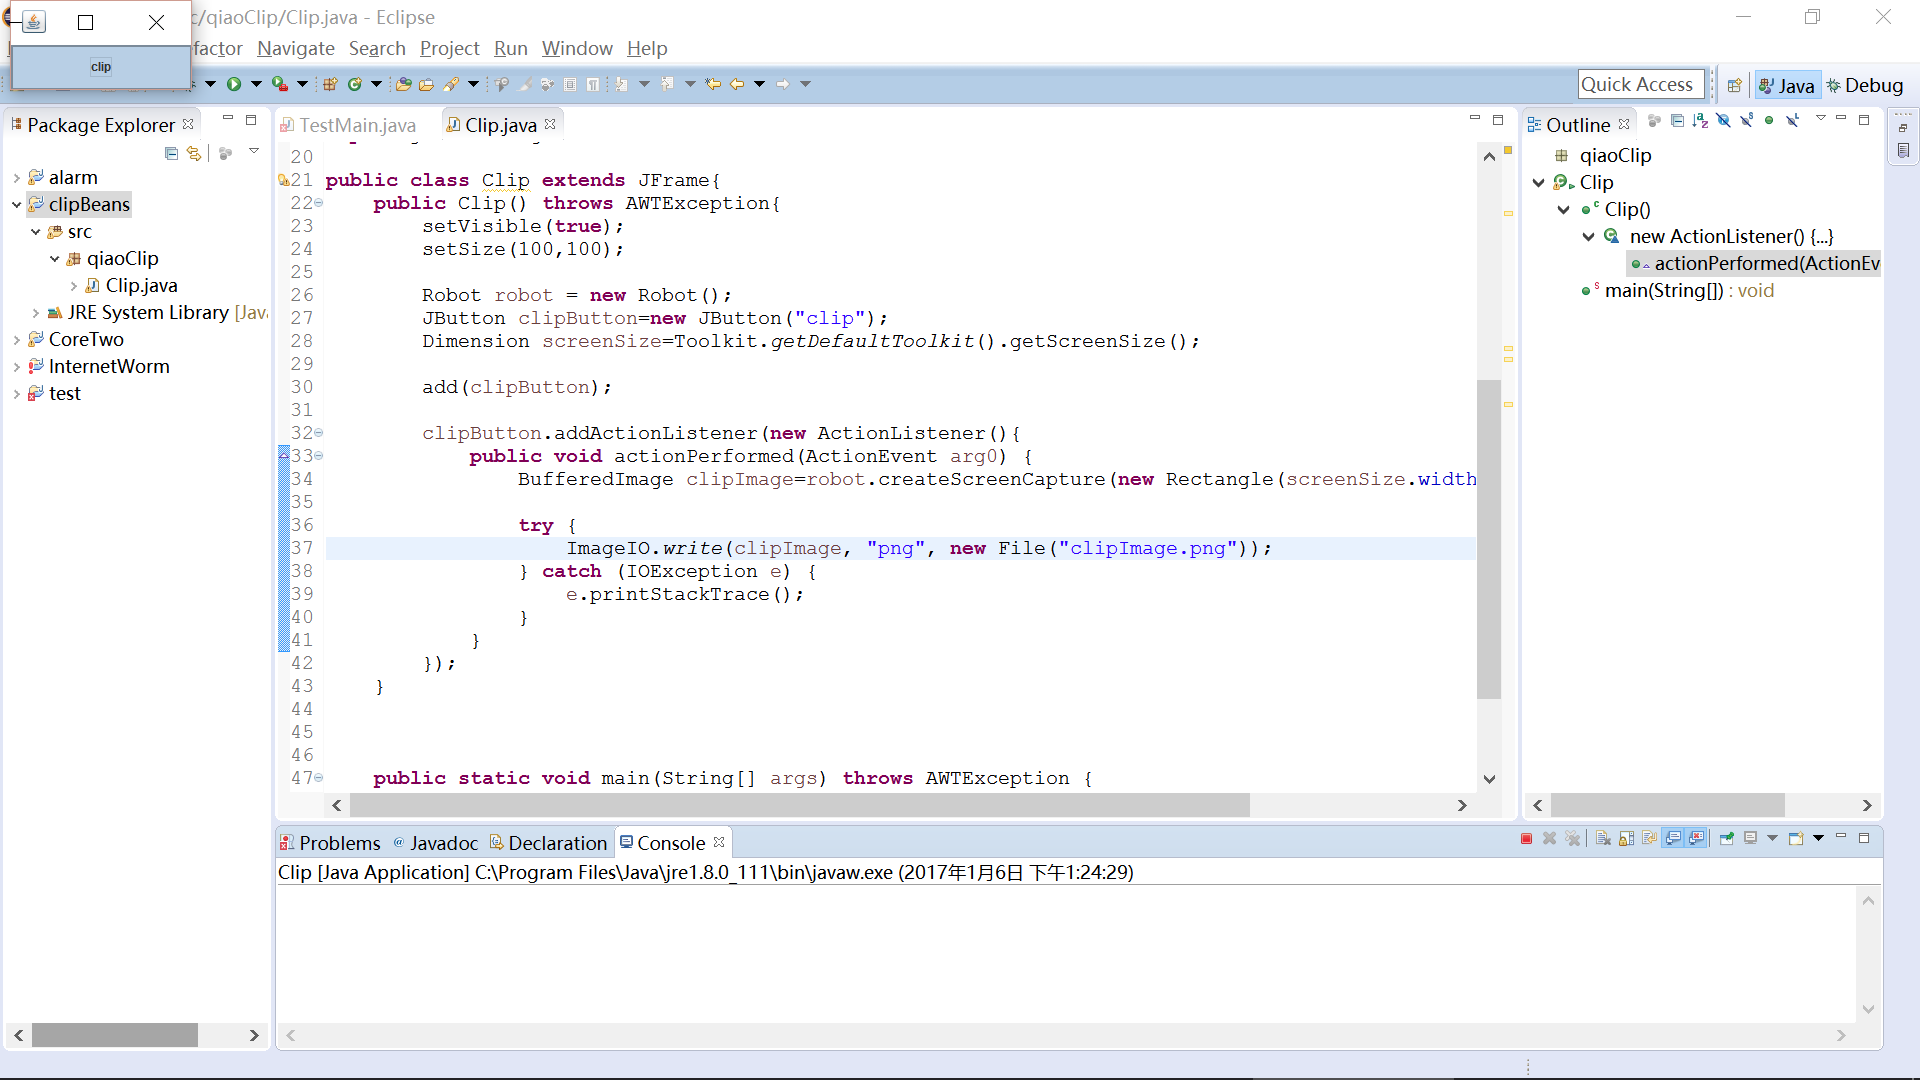 c/qiaoClip/Clip.java - Eclipse
clip
factor Navigate Search Project Run Window Help
Quick Access
Java
Debug
Package Explorer
alarm
clipBeans
src
qiaoClip
Clip.java
JRE System Library [Java
CoreTwo
InternetWorm
test
TestMain.java
Clip.java
20
21 public class Clip extends JFrame{
22 public Clip() throws AWTException{
23 setVisible(true);
24 setSize(100,100);
25
26 Robot robot = new Robot();
27 JButton clipButton=new JButton("clip");
28 Dimension screenSize=Toolkit.getDefaultToolkit().getScreenSize();
29
30 add(clipButton);
31
32 clipButton.addActionListener(new ActionListener(){
33 public void actionPerformed(ActionEvent arg0) {
34 BufferedImage clipImage=robot.createScreenCapture(new Rectangle(screenSize.width
35
36 try {
37 ImageIO.write(clipImage, "png", new File("clipImage.png"));
38 } catch (IOException e) {
39 e.printStackTrace();
40 }
41 }
42 });
43 }
44
45
46
47 public static void main(String[] args) throws AWTException {
Outline
qiaoClip
Clip
Clip()
new ActionListener() {...}
actionPerformed(ActionEv
main(String[]) : void
Problems
Javadoc
Declaration
Console
Clip [Java Application] C:\Program Files\Java\jre1.8.0_111\bin\javaw.exe (2017年1月6日 下午1:24:29)